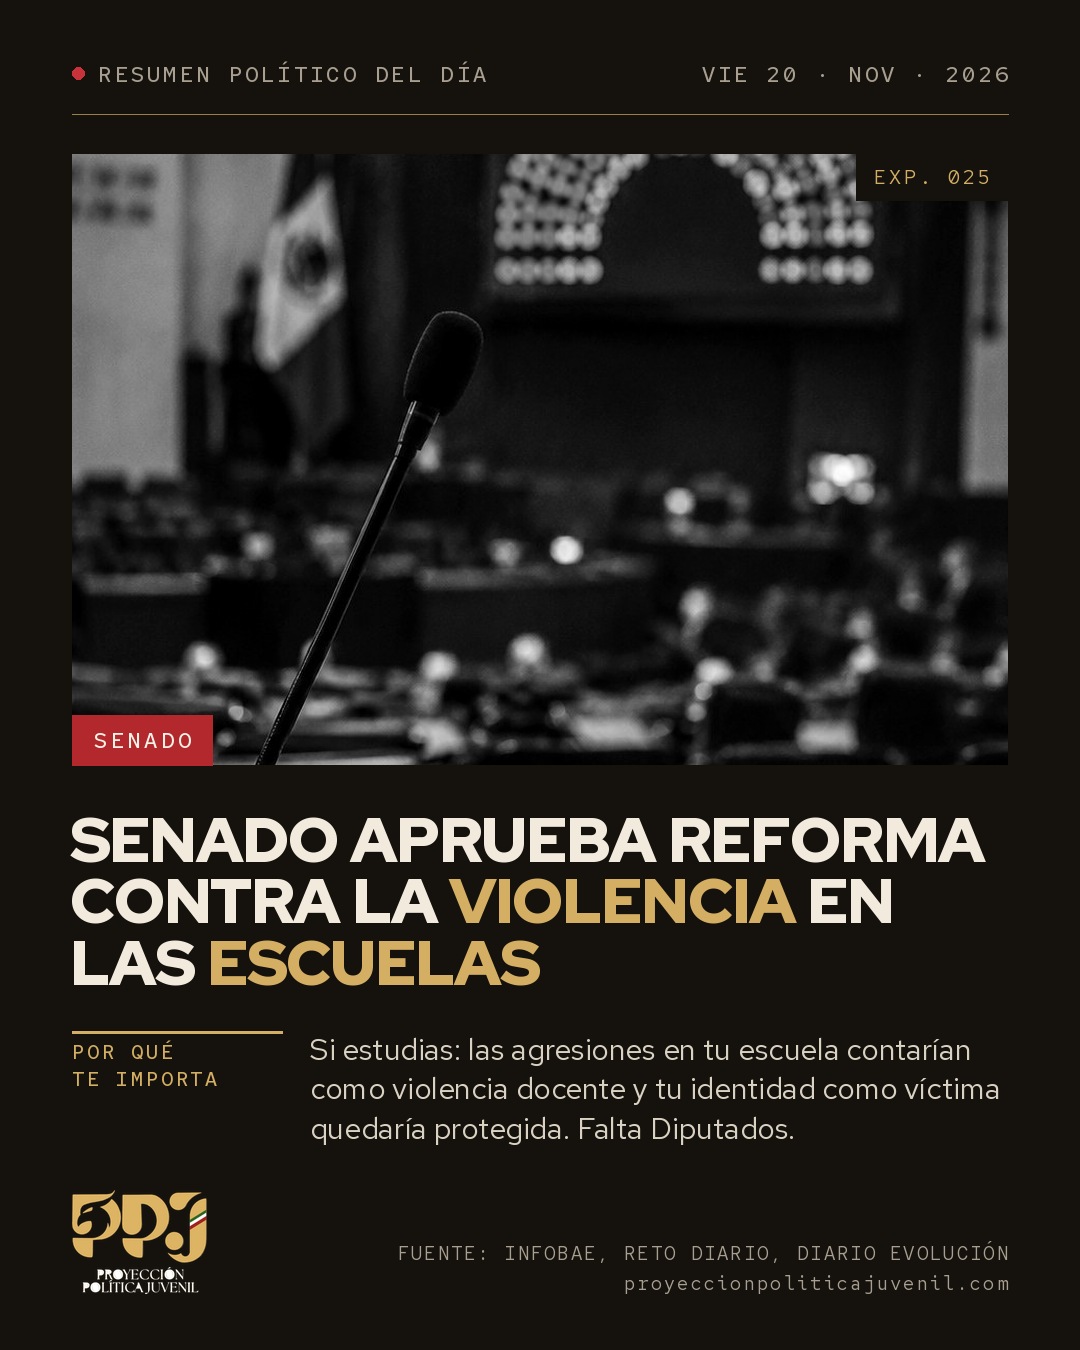 RESUMEN POLÍTICO DEL DÍA
VIE 20 · NOV · 2026
EXP. 025
SENADO
SENADO APRUEBA REFORMA
CONTRA LA VIOLENCIA EN
LAS ESCUELAS
POR QUÉ
TE IMPORTA
Si estudias: las agresiones en tu escuela contarían
como violencia docente y tu identidad como víctima
quedaría protegida. Falta Diputados.
PPJ
PROYECCIÓN
POLÍTICA JUVENIL
FUENTE: INFOBAE, RETO DIARIO, DIARIO EVOLUCIÓN
proyeccionpoliticajuvenil.com